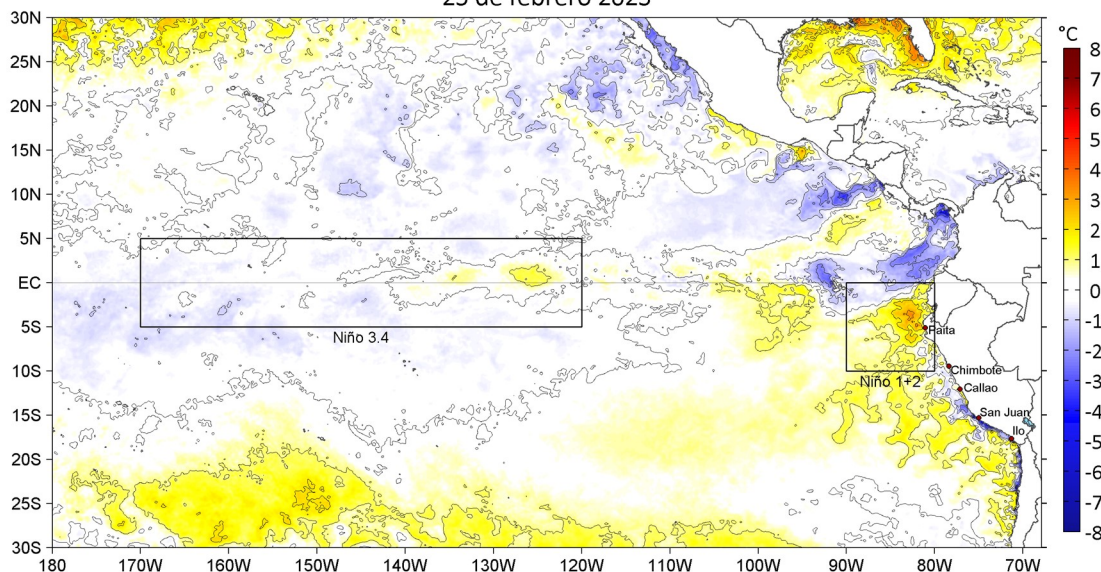 25 de febrero 2023
°C
30N
25N
20N
15N
10N
5N
EC
5S
10S
15S
20S
25S
30S
Niño 3.4
Niño 1+2
Paita
Chimbote
Callao
San Juan
Ilo
180
170W
160W
150W
140W
130W
120W
110W
100W
90W
80W
70W
8
7
6
5
4
3
2
1
0
-1
-2
-3
-4
-5
-6
-7
-8